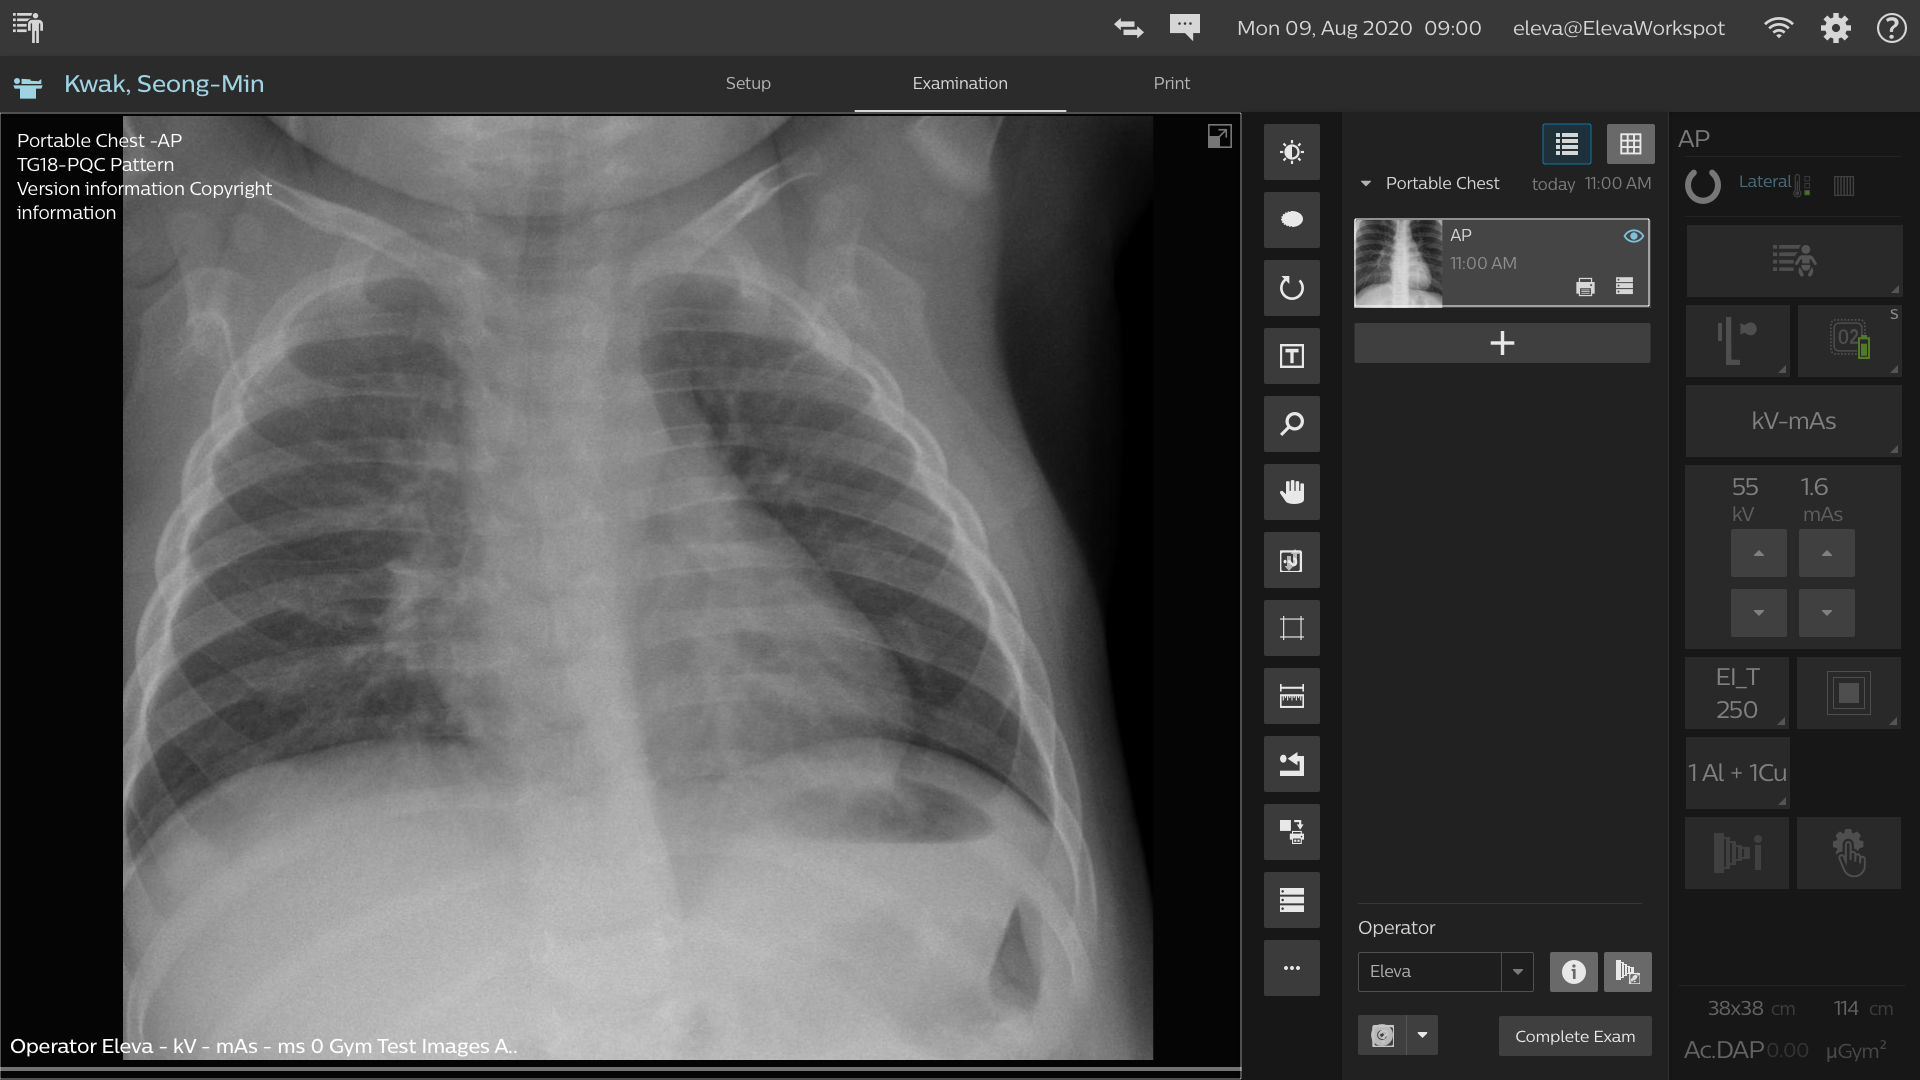 Mon 09, Aug 2020 09:00
eleva@ElevaWorkspot
Kwak, Seong-Min
Setup
Examination
Print
Portable Chest -AP
TG18-PQC Pattern
Version information Copyright
information
Operator Eleva - kV - mAs - ms 0 Gym Test Images A..
Portable Chest
today 11:00 AM
AP
11:00 AM
Operator
Eleva
Complete Exam
AP
Lateral
02
S
kV-mAs
55
kV
1.6
mAs
EI_T
250
1 Al + 1Cu
38x38 cm
114 cm
Ac.DAP 0.00 µGym²